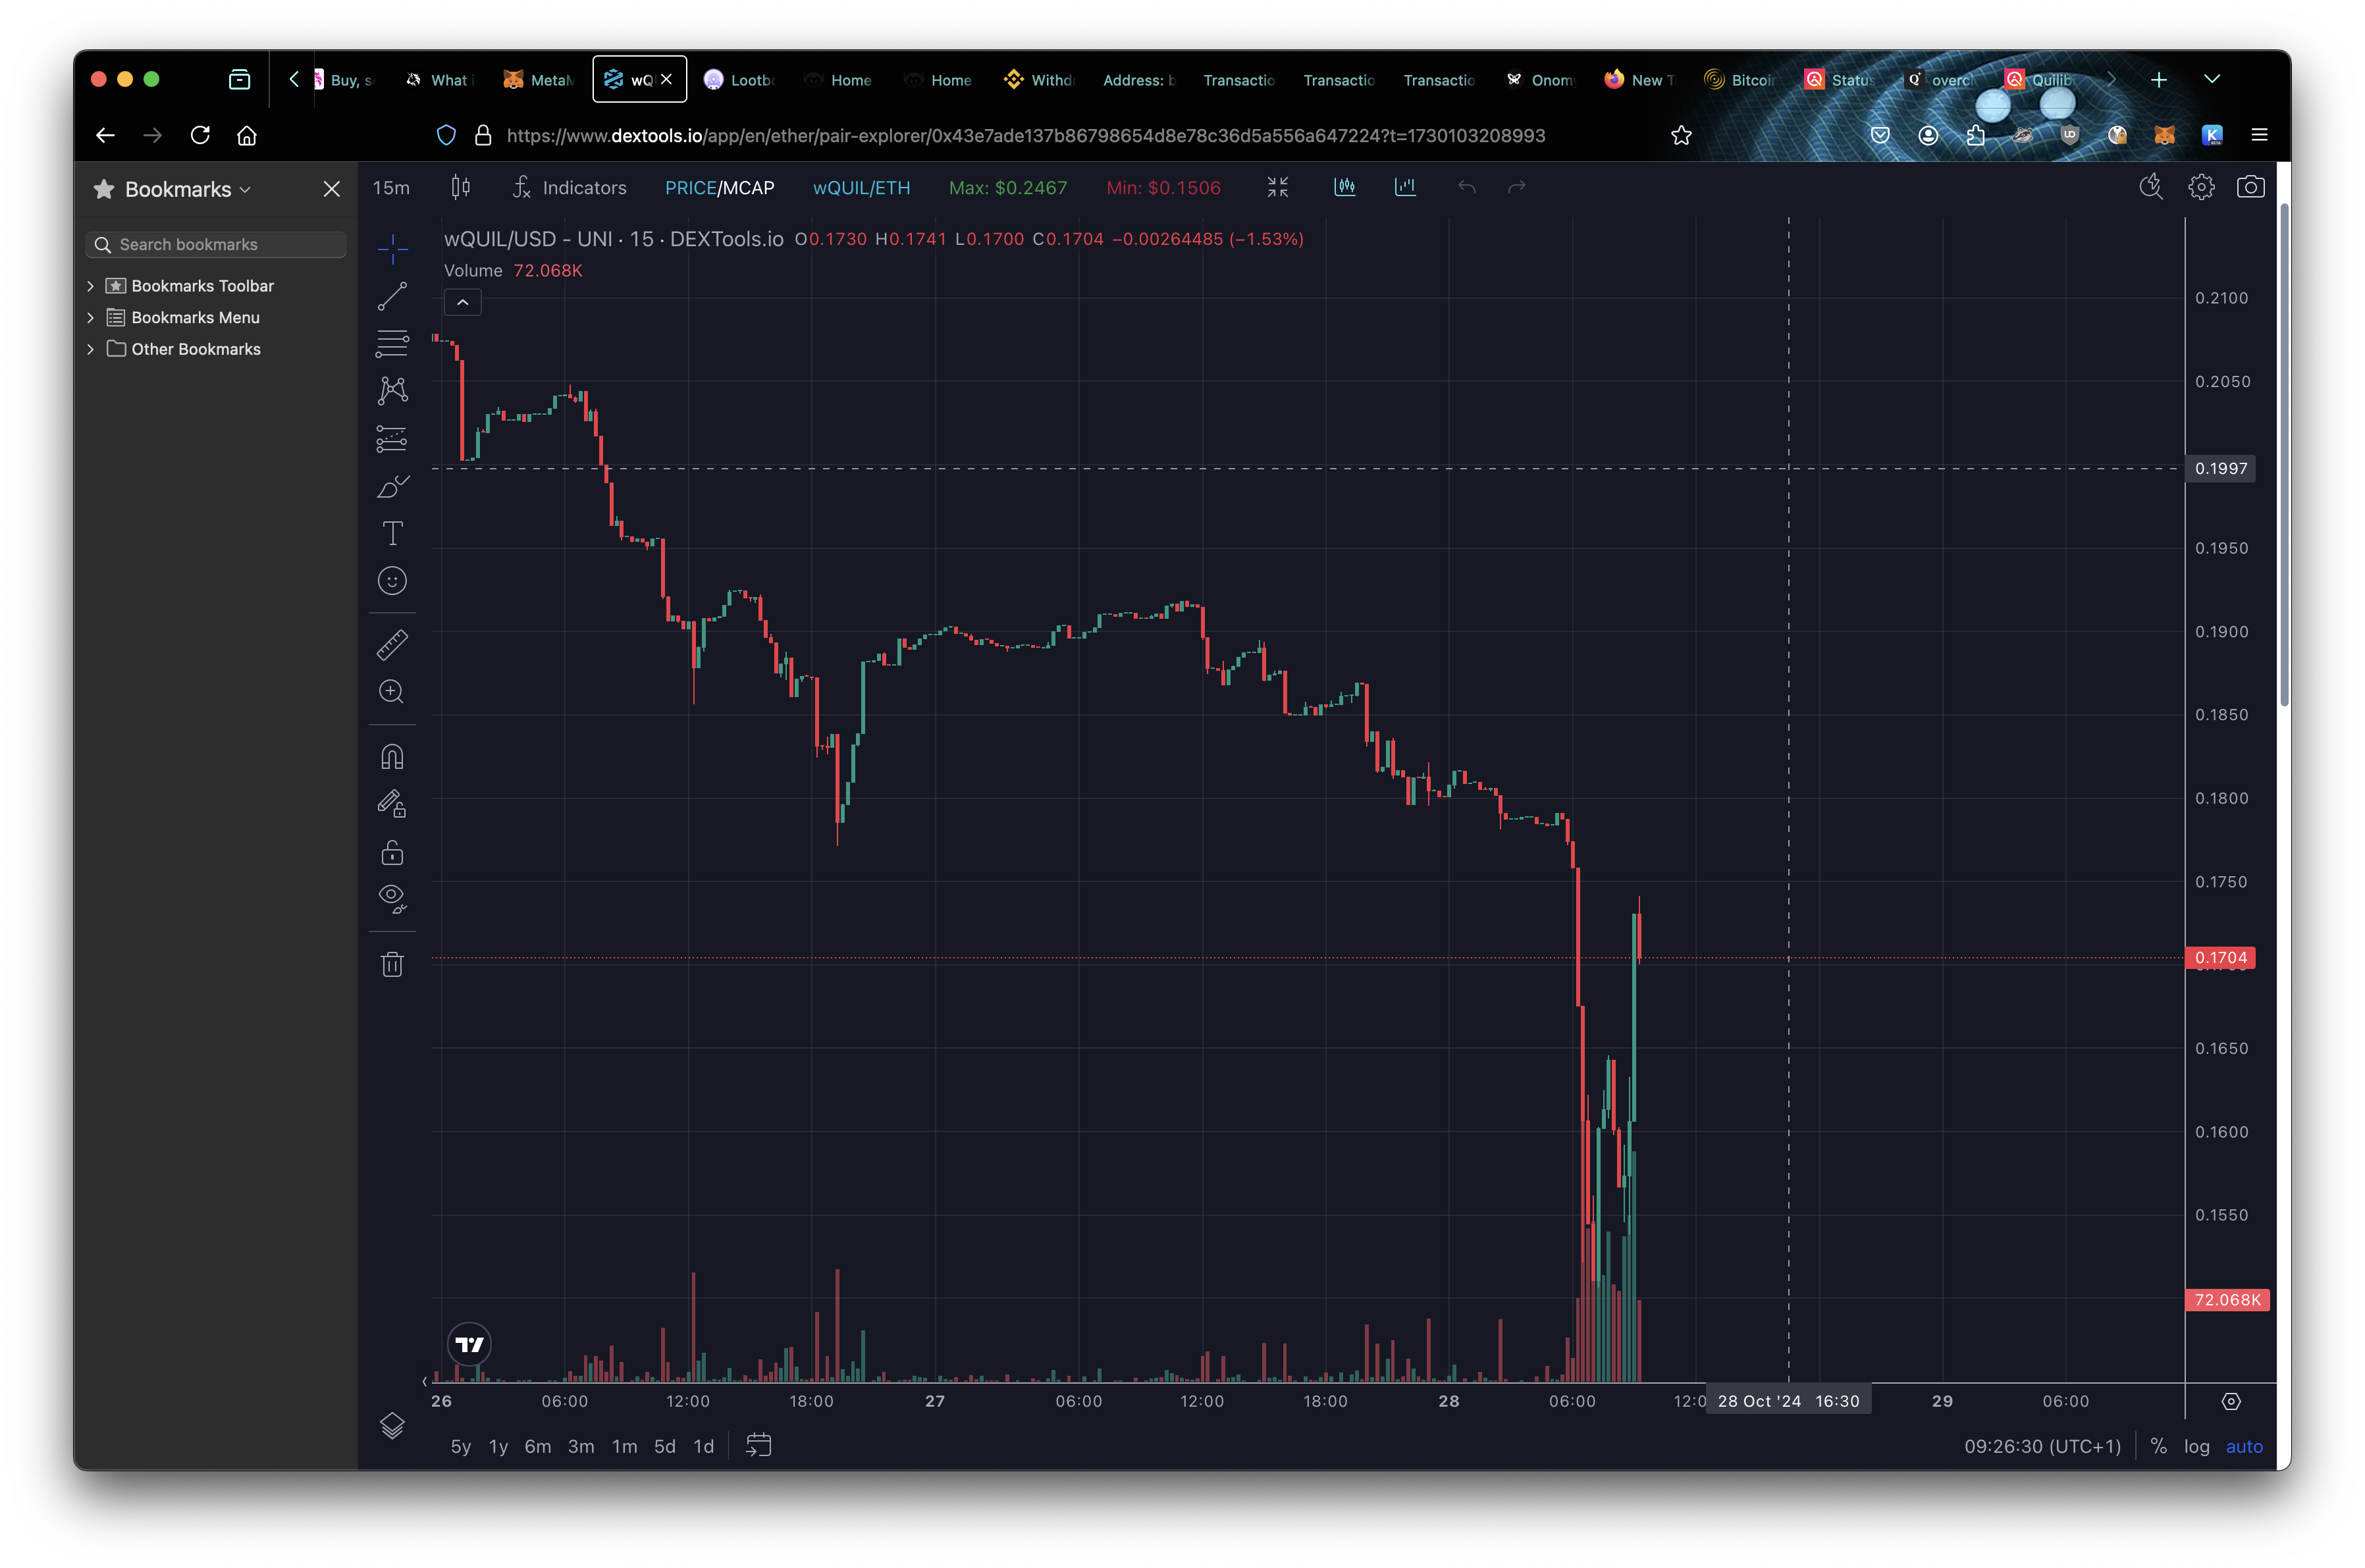 Buy, s
What i
MetaM
wQ
Lootb
Home
Home
Withd
Address: b
Transactio
Transactio
Transactio
Onom
New T
Bitcoin
Status
overc
Quilib
https://www.dextools.io/app/en/ether/pair-explorer/0x43e7ade137b86798654d8e78c36d5a556a647224?t=1730103208993
Bookmarks
Search bookmarks
Bookmarks Toolbar
Bookmarks Menu
Other Bookmarks
15m Indicators PRICE/MCAP wQUIL/ETH Max: $0.2467 Min: $0.1506
wQUIL/USD - UNI · 15 · DEXTools.io O0.1730 H0.1741 L0.1700 C0.1704 −0.00264485 (−1.53%)
Volume 72.068K
0.2100
0.2050
0.1997
0.1950
0.1900
0.1850
0.1800
0.1750
0.1704
0.1650
0.1600
0.1550
72.068K
26 06:00 12:00 18:00 27 06:00 12:00 18:00 28 06:00 12:0 28 Oct '24 16:30 29 06:00
5y 1y 6m 3m 1m 5d 1d
09:26:30 (UTC+1) % log auto